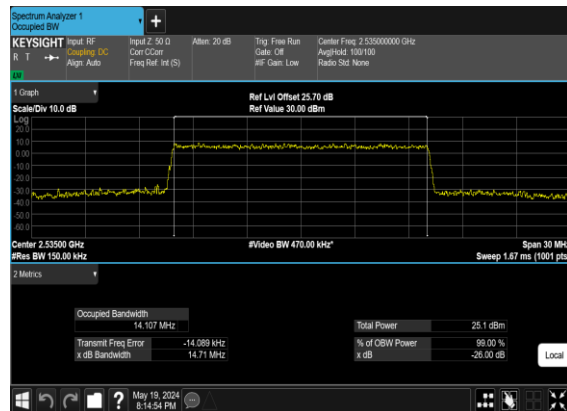 Spectrum Analyzer 1
Occupied BW
KEYSIGHT Input: RF Input Z: 50 Ω Atten: 20 dB Trig: Free Run Center Freq: 2.535000000 GHz
R T Coupling: DC Corr CCorr Gate: Off Avg|Hold: 100/100
Align: Auto Freq Ref: Int (S) #IF Gain: Low Radio Std: None
1 Graph
Ref Lvl Offset 25.70 dB
Scale/Div 10.0 dB Ref Value 30.00 dBm
Log
20.0
10.0
0.00
-10.0
-20.0
-30.0
-40.0
-50.0
-60.0
Center 2.53500 GHz #Video BW 470.00 kHz* Span 30 MHz
#Res BW 150.00 kHz Sweep 1.67 ms (1001 pts
2 Metrics
Occupied Bandwidth
14.107 MHz Total Power 25.1 dBm
Transmit Freq Error -14.089 kHz % of OBW Power 99.00 %
x dB Bandwidth 14.71 MHz x dB -26.00 dB
Local
May 19, 2024
8:14:54 PM